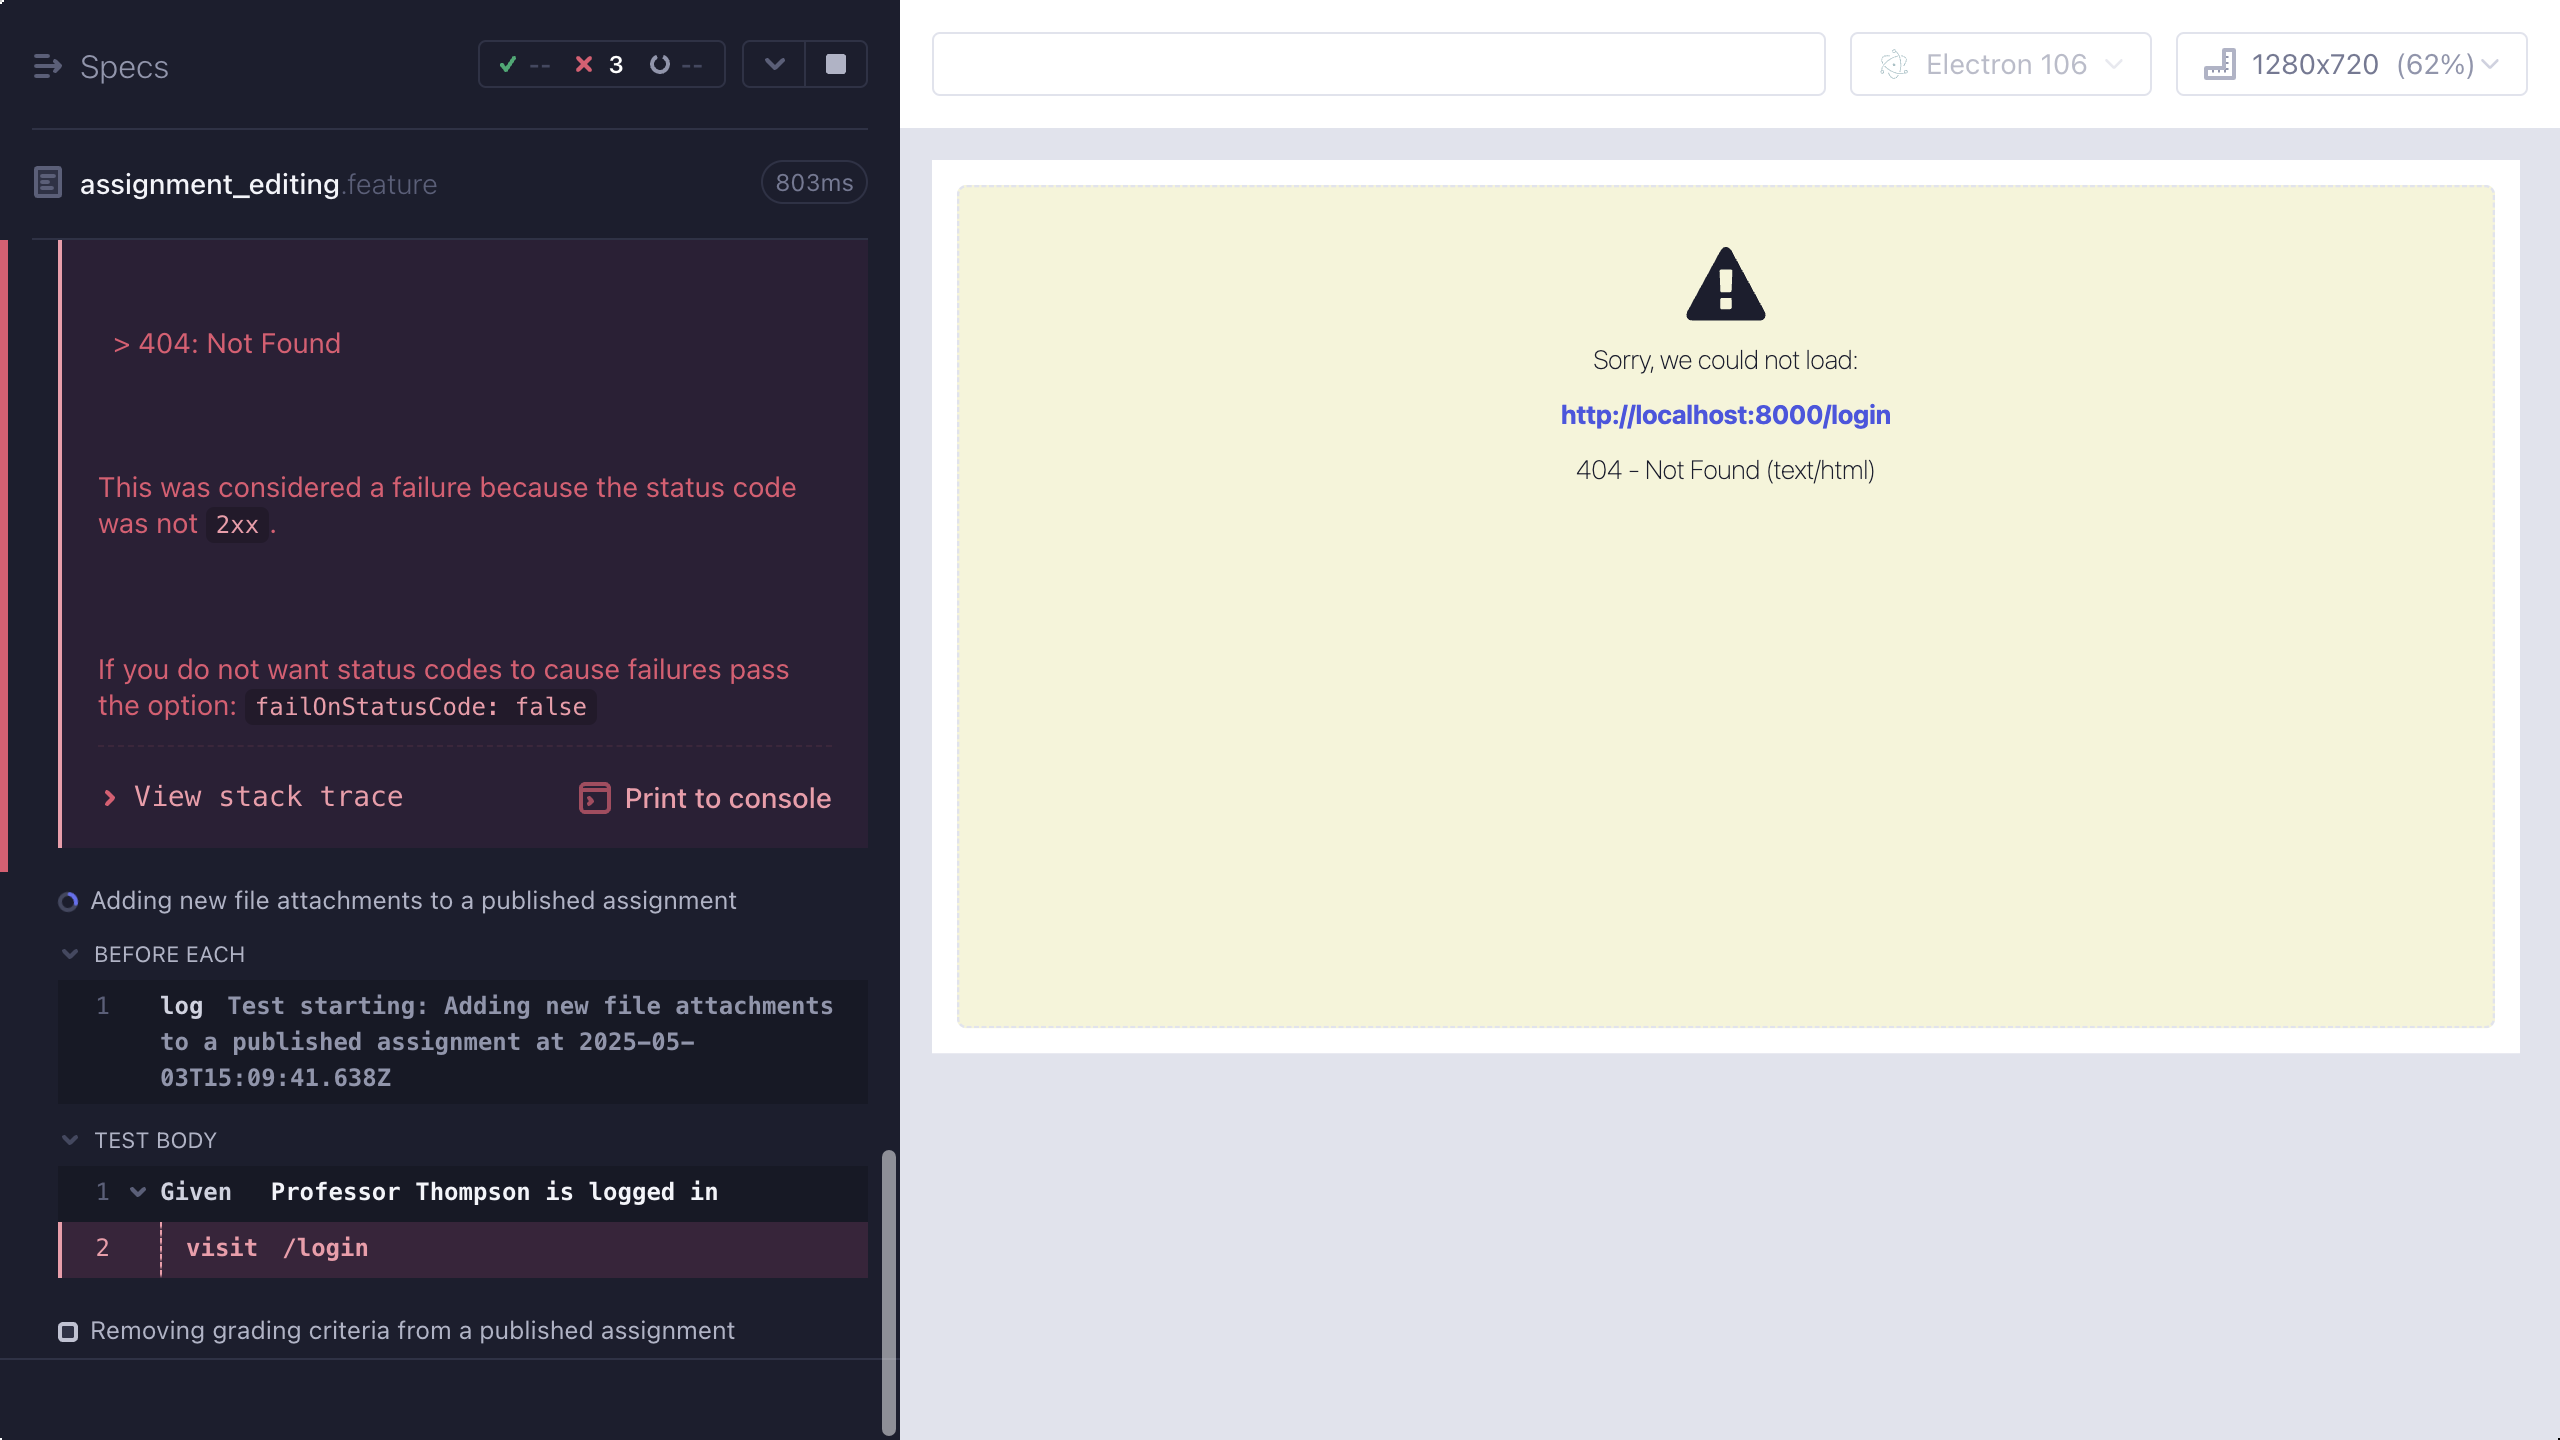 Specs
-- 3 --
assignment_editing.feature 803ms
> 404: Not Found
This was considered a failure because the status code
was not 2xx.
If you do not want status codes to cause failures pass
the option: failOnStatusCode: false
View stack trace Print to console
Adding new file attachments to a published assignment
BEFORE EACH
1 log Test starting: Adding new file attachments
to a published assignment at 2025-05-
03T15:09:41.638Z
TEST BODY
1 Given Professor Thompson is logged in
2 visit /login
Removing grading criteria from a published assignment
Electron 106
1280x720 (62%)
Sorry, we could not load:
http://localhost:8000/login
404 - Not Found (text/html)